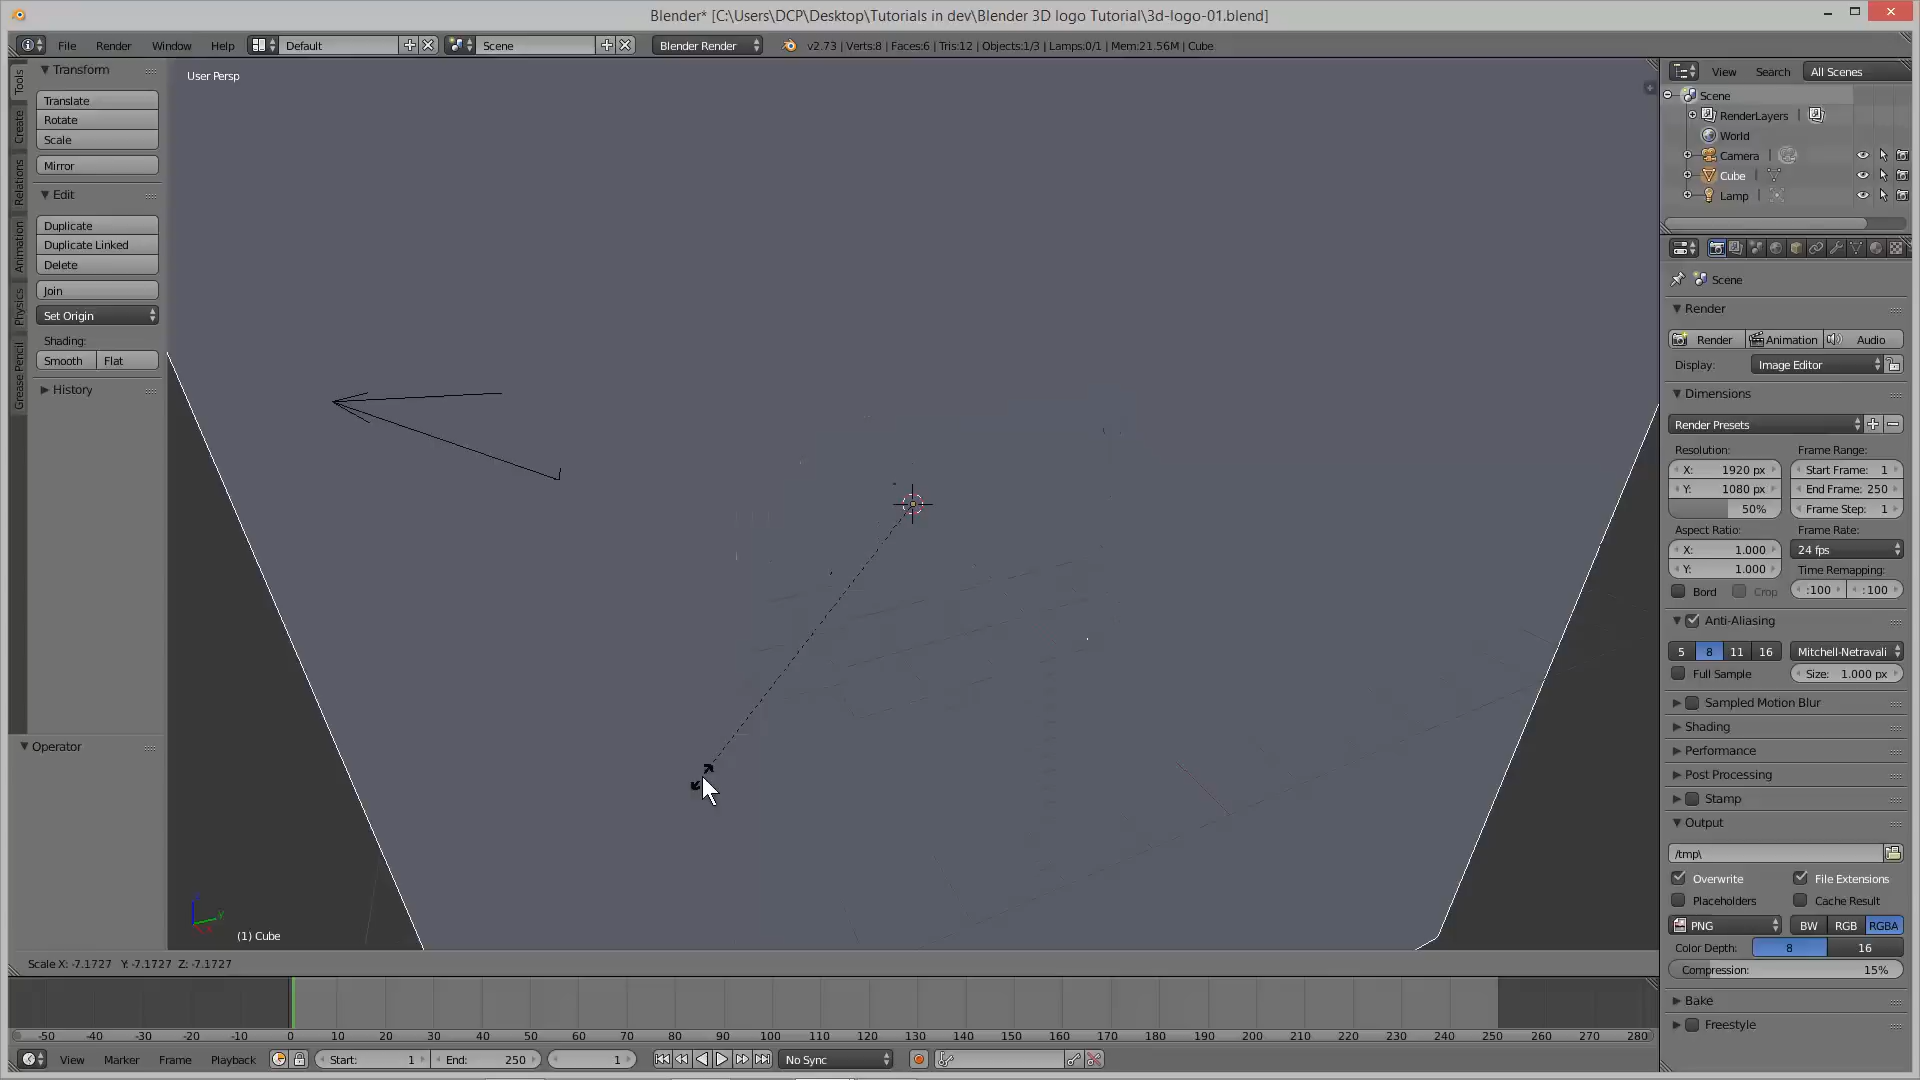 Blender* [C:\Users\DCP\Desktop\Tutorials in dev\Blender 3D logo Tutorial\3d-logo-01.blend]
File Render Window Help Default Scene Blender Render v2.73 | Verts:8 | Faces:6 | Tris:12 | Objects:1/3 | Lamps:0/1 | Mem:21.56M | Cube
Tools
Create
Relations
Animation
Physics
Grease Pencil
Transform
Translate
Rotate
Scale
Mirror
Edit
Duplicate
Duplicate Linked
Delete
Join
Set Origin
Shading:
Smooth Flat
History
Operator
User Persp
(1) Cube
Scale X: -7.1727 Y: -7.1727 Z: -7.1727
View Search All Scenes
Scene
RenderLayers |
World
Camera |
Cube |
Lamp |
Scene
Render
Render Animation Audio
Display: Image Editor
Dimensions
Render Presets
Resolution: Frame Range:
X: 1920 px Start Frame: 1
Y: 1080 px End Frame: 250
50% Frame Step: 1
Aspect Ratio: Frame Rate:
X: 1.000 24 fps
Y: 1.000 Time Remapping:
Bord Crop :100 :100
Anti-Aliasing
5 8 11 16 Mitchell-Netravali
Full Sample Size: 1.000 px
Sampled Motion Blur
Shading
Performance
Post Processing
Stamp
Output
/tmp\
Overwrite File Extensions
Placeholders Cache Result
PNG BW RGB RGBA
Color Depth: 8 16
Compression: 15%
Bake
Freestyle
-50 -40 -30 -20 -10 0 10 20 30 40 50 60 70 80 90 100 110 120 130 140 150 160 170 180 190 200 210 220 230 240 250 260 270 280
View Marker Frame Playback Start: 1 End: 250 1 No Sync